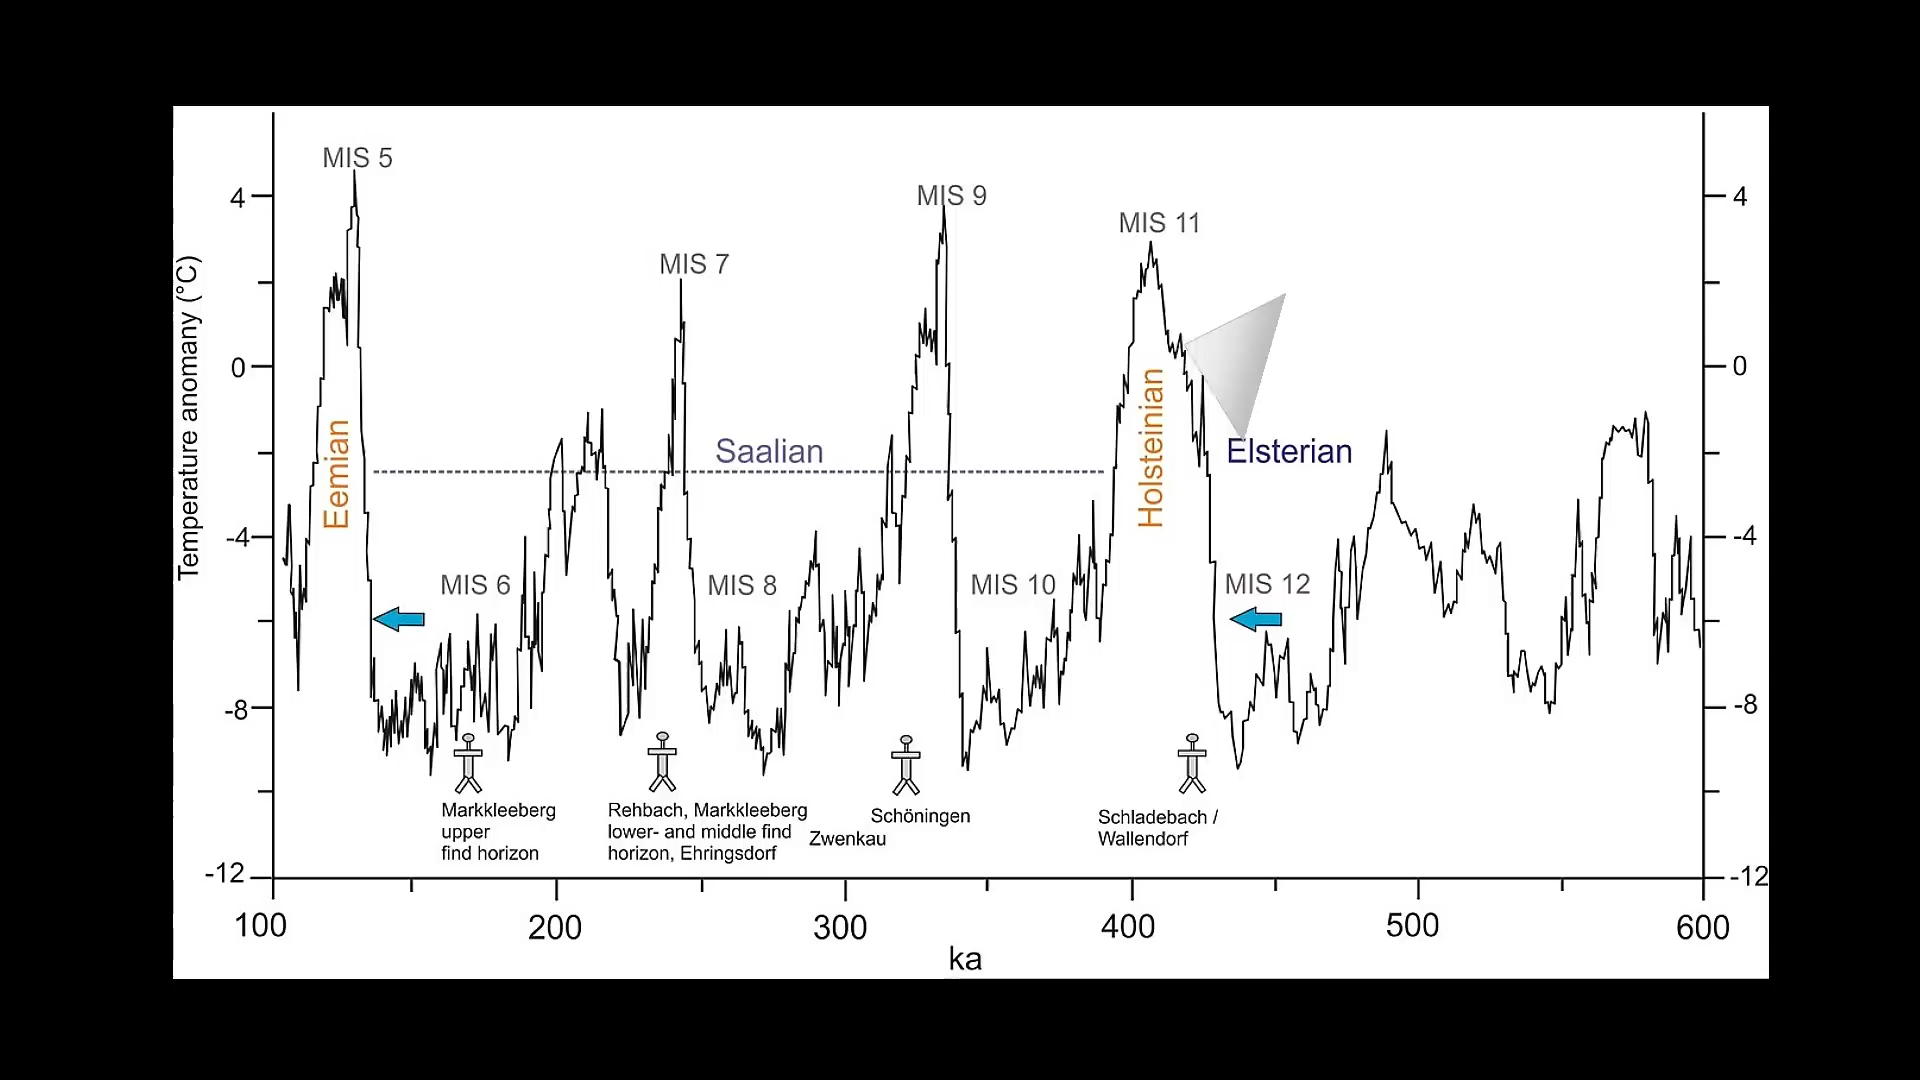 MIS 5
MIS 9
MIS 11
MIS 7
4
4
0
0
-4
-4
-8
-8
-12
-12
Temperature anomany (°C)
Eemian
Saalian
Holsteinian
Elsterian
MIS 6
MIS 8
MIS 10
MIS 12
Markkleeberg
upper
find horizon
Rehbach, Markkleeberg
lower- and middle find
horizon, Ehringsdorf
Zwenkau
Schöningen
Schladebach /
Wallendorf
100
200
300
400
500
600
ka